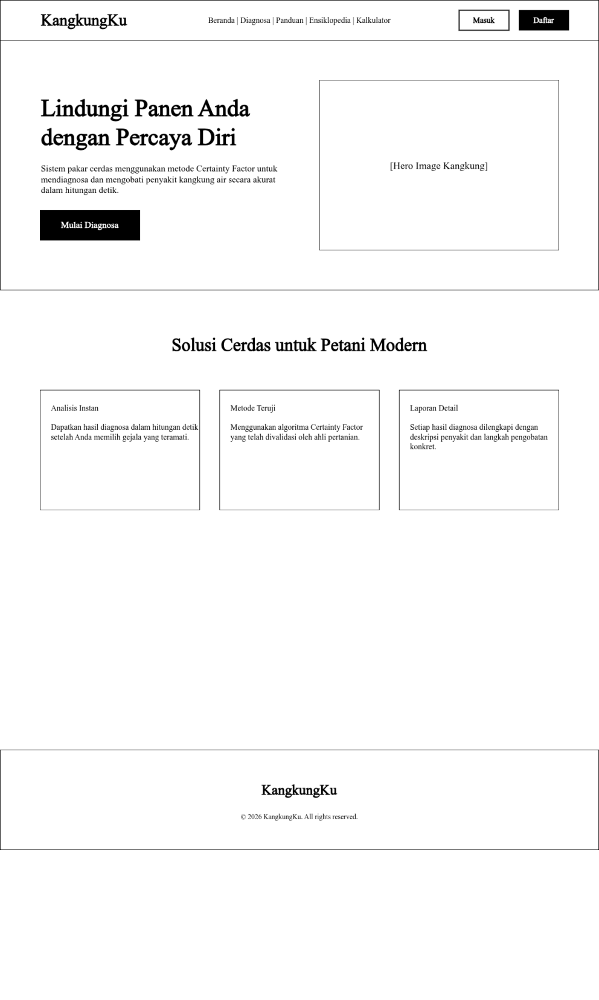 KangkungKu
Beranda | Diagnosa | Panduan | Ensiklopedia | Kalkulator
Masuk
Daftar
Lindungi Panen Anda
dengan Percaya Diri
Sistem pakar cerdas menggunakan metode Certainty Factor untuk
mendiagnosa dan mengobati penyakit kangkung air secara akurat
dalam hitungan detik.
Mulai Diagnosa
[Hero Image Kangkung]
Solusi Cerdas untuk Petani Modern
Analisis Instan
Dapatkan hasil diagnosa dalam hitungan detik
setelah Anda memilih gejala yang teramati.
Metode Teruji
Menggunakan algoritma Certainty Factor
yang telah divalidasi oleh ahli pertanian.
Laporan Detail
Setiap hasil diagnosa dilengkapi dengan
deskripsi penyakit dan langkah pengobatan
konkret.
KangkungKu
© 2026 KangkungKu. All rights reserved.